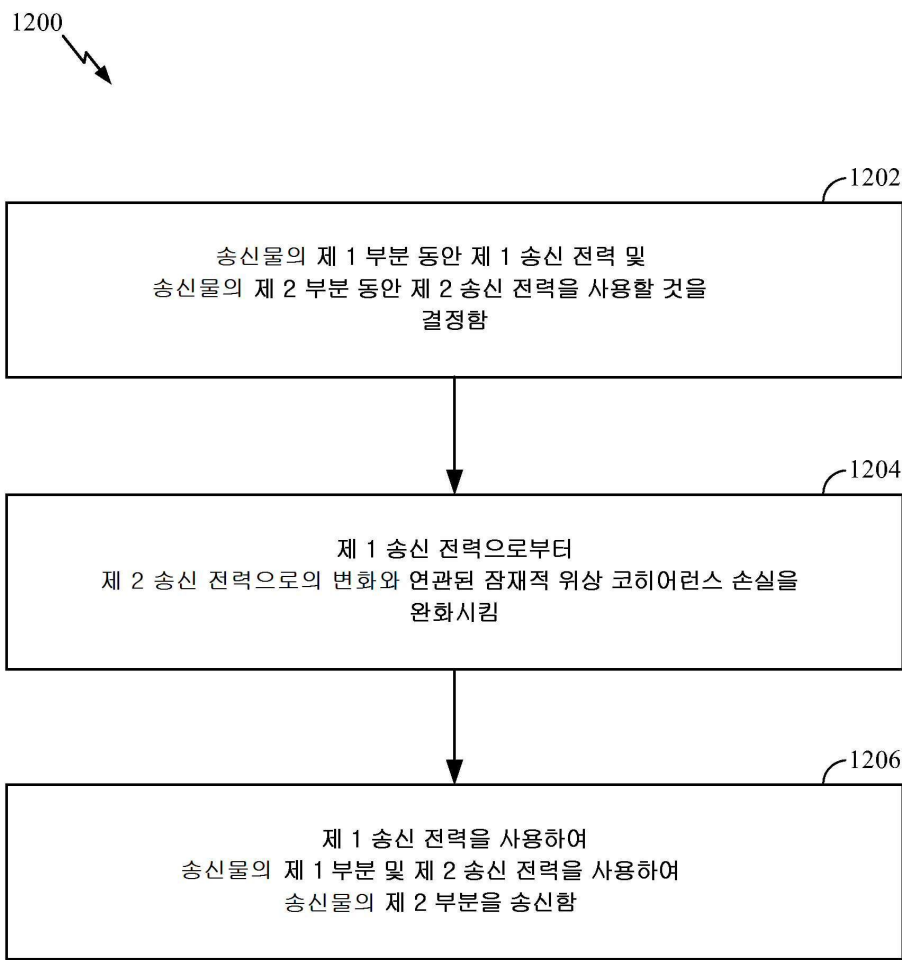 1200
1202
송신물의 제 1 부분 동안 제 1 송신 전력 및
송신물의 제 2 부분 동안 제 2 송신 전력을 사용할 것을
결정함
1204
제 1 송신 전력으로부터
제 2 송신 전력으로의 변화와 연관된 잠재적 위상 코히어런스 손실을
완화시킴
1206
제 1 송신 전력을 사용하여
송신물의 제 1 부분 및 제 2 송신 전력을 사용하여
송신물의 제 2 부분을 송신함